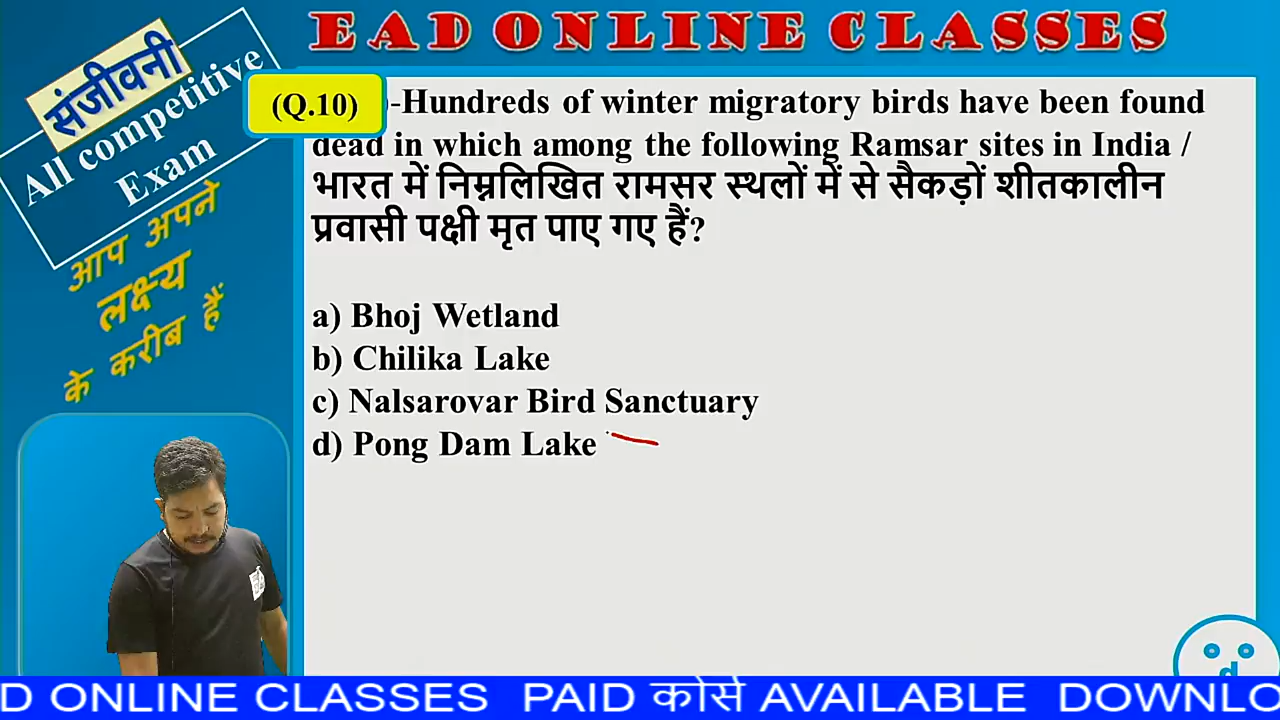 EAD ONLINE CLASSES
संजीवनी
All competitive
Exam
आप अपने
लक्ष्य
के करीब हैं
(Q.10)
-Hundreds of winter migratory birds have been found
dead in which among the following Ramsar sites in India /
भारत में निम्नलिखित रामसर स्थलों में से सैकड़ों शीतकालीन
प्रवासी पक्षी मृत पाए गए हैं?
a) Bhoj Wetland
b) Chilika Lake
c) Nalsarovar Bird Sanctuary
d) Pong Dam Lake
d
D ONLINE CLASSES PAID कोर्स AVAILABLE DOWNLO